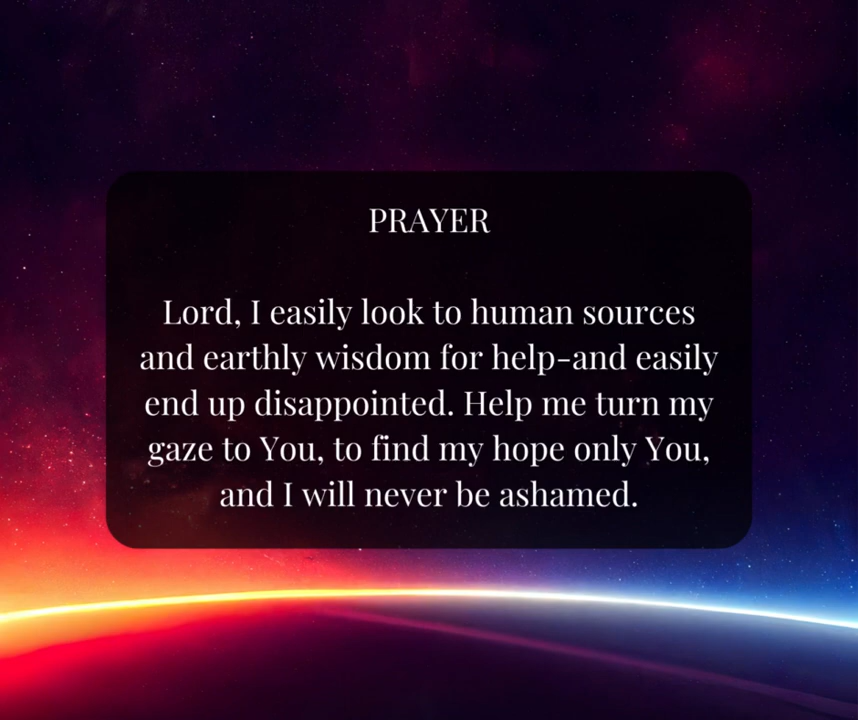 PRAYER
Lord, I easily look to human sources
and earthly wisdom for help-and easily
end up disappointed. Help me turn my
gaze to You, to find my hope only You,
and I will never be ashamed.